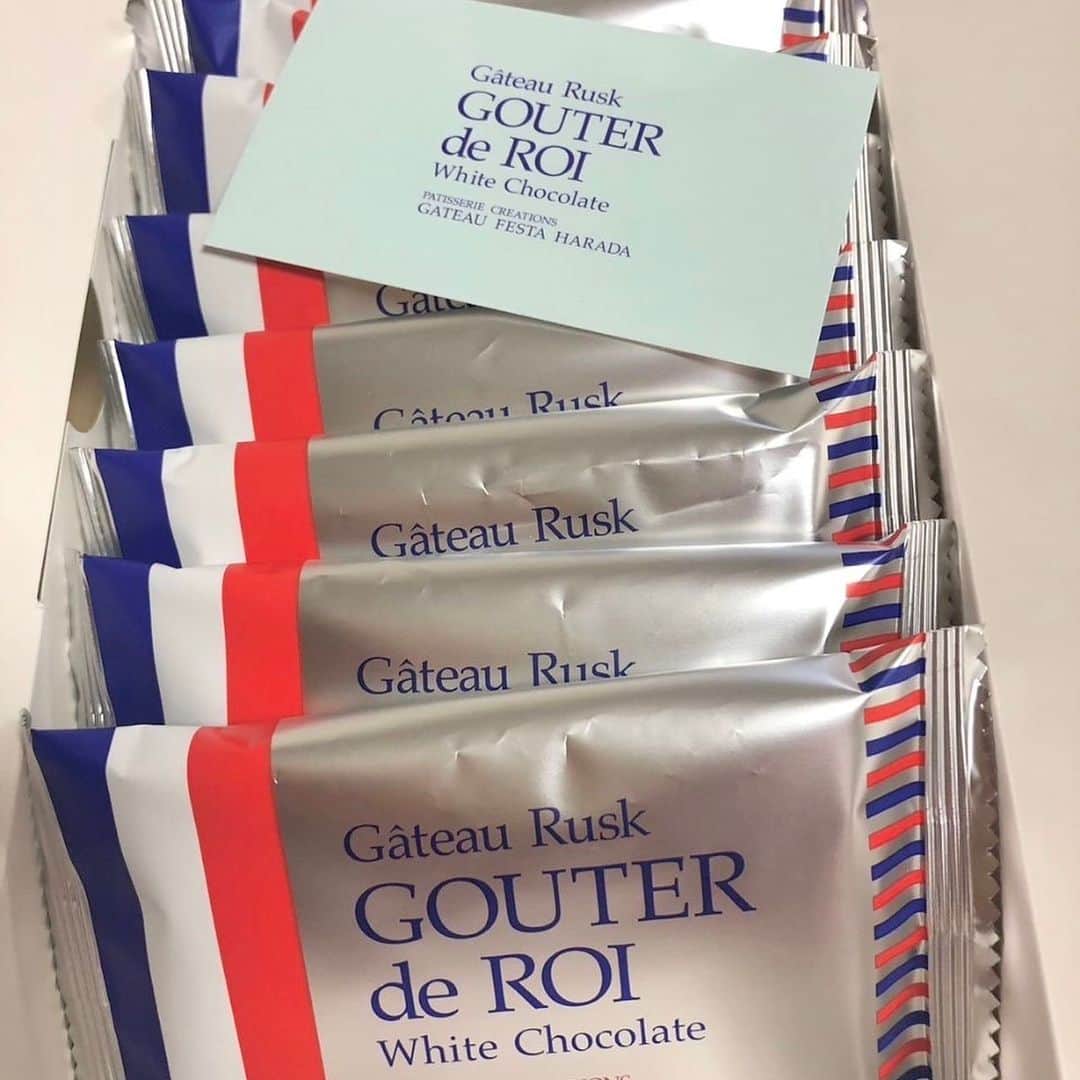 Gâteau Rusk
GOUTER
de ROI
White Chocolate
PATISSERIE CREATIONS
GATEAU FESTA HARADA
Gâteau Rusk
Gâteau Rusk
Gâteau Rusk
Gâteau Rusk
GOUTER
de ROI
White Chocolate